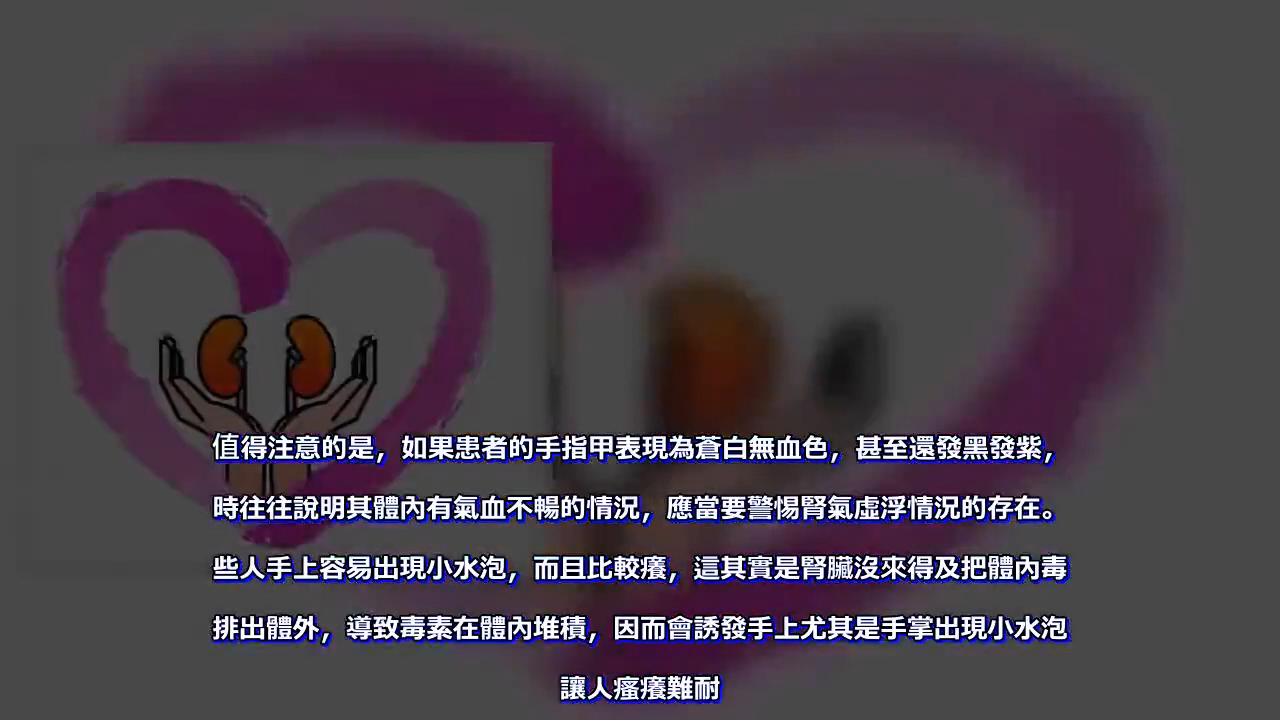 值得注意的是，如果患者的手指甲表現為蒼白無血色，甚至還發黑發紫，
時往往說明其體內有氣血不暢的情況，應當要警惕腎氣虛浮情況的存在。
些人手上容易出現小水泡，而且比較癢，這其實是腎臟沒來得及把體內毒
排出體外，導致毒素在體內堆積，因而會誘發手上尤其是手掌出現小水泡
讓人瘙癢難耐